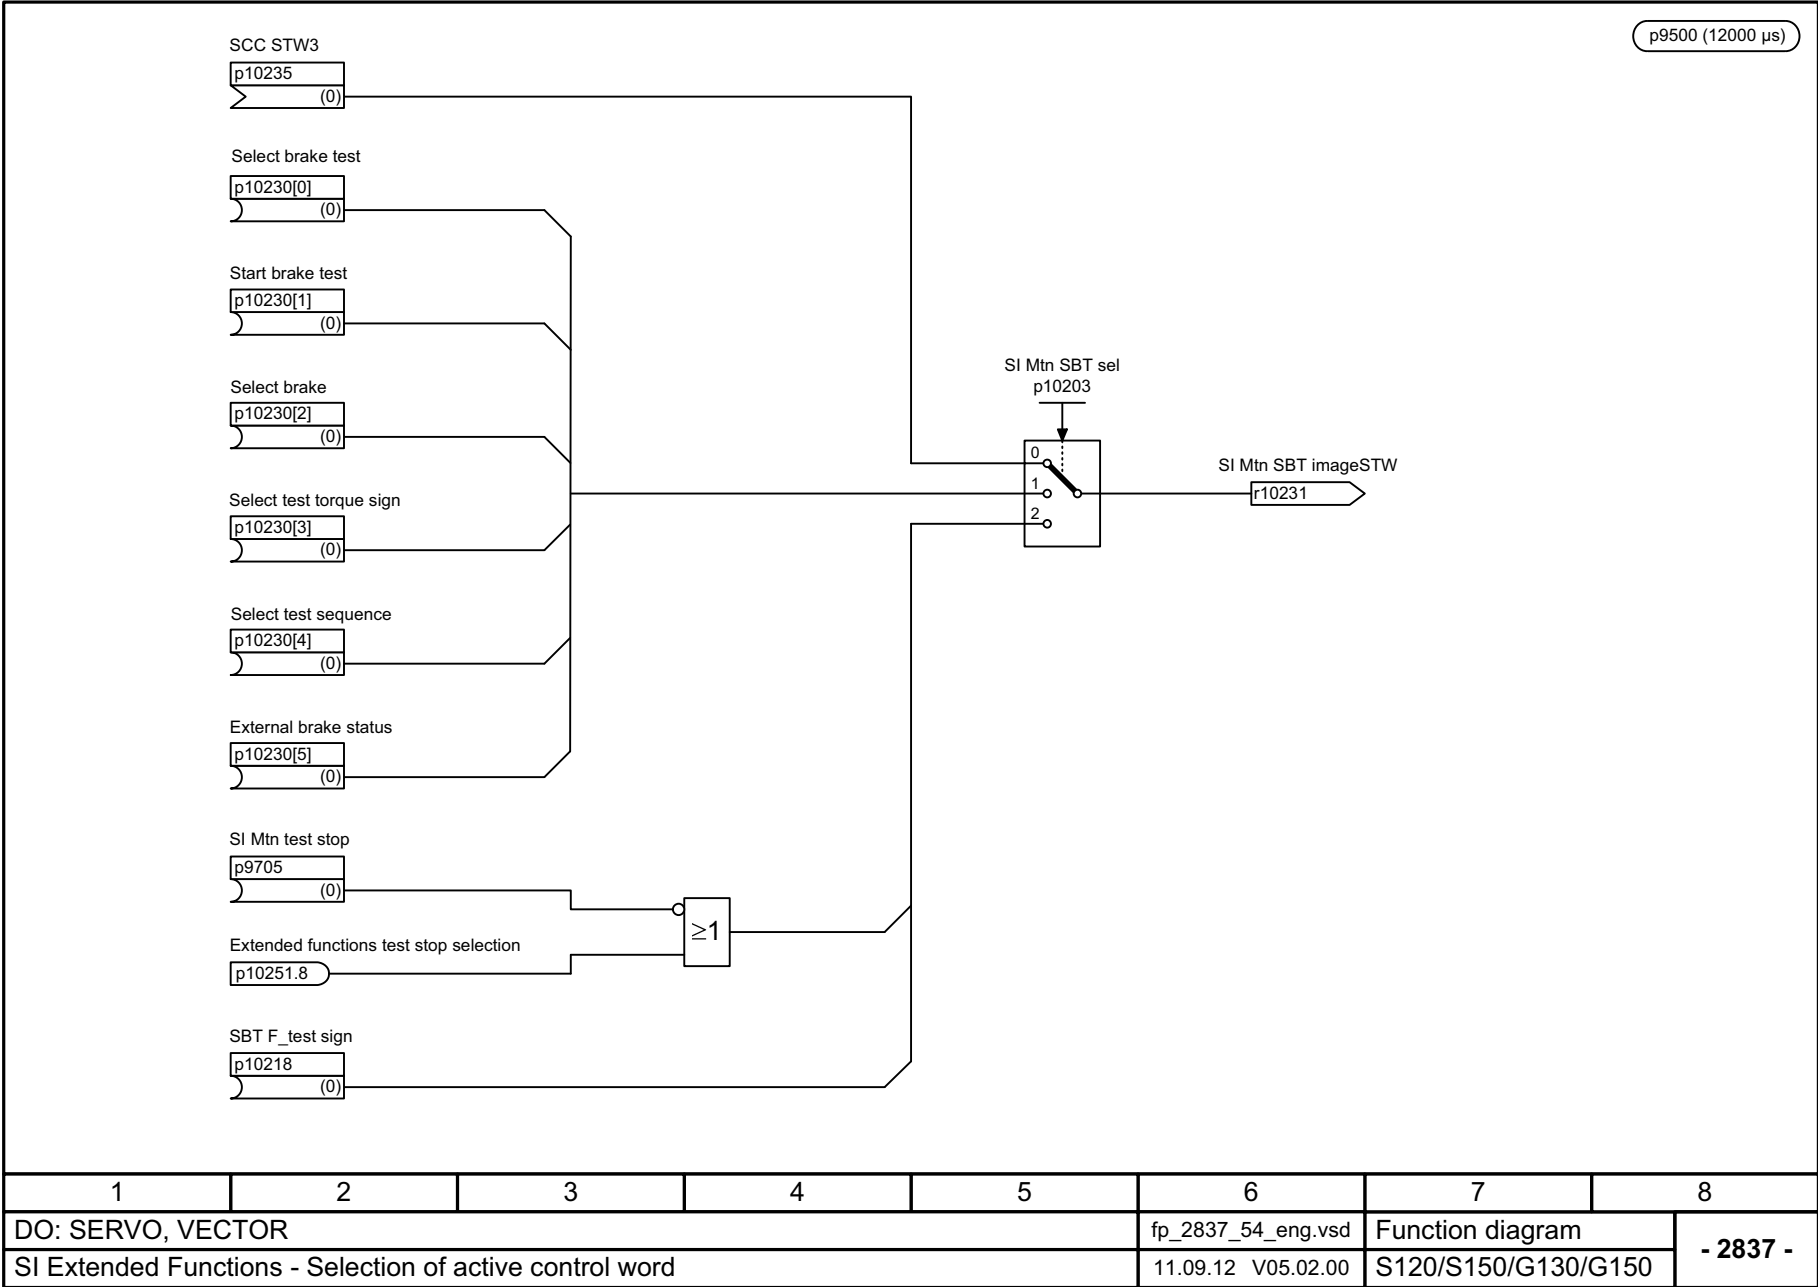 p9500 (12000 µs)
SCC STW3
p10235
(0)
Select brake test
p10230[0]
(0)
Start brake test
p10230[1]
(0)
Select brake
p10230[2]
(0)
Select test torque sign
p10230[3]
(0)
Select test sequence
p10230[4]
(0)
External brake status
p10230[5]
(0)
SI Mtn test stop
p9705
(0)
Extended functions test stop selection
p10251.8
≥1
SBT F_test sign
p10218
(0)
SI Mtn SBT sel
p10203
0
1
2
SI Mtn SBT imageSTW
r10231
1 2 3 4 5 6 7 8
DO: SERVO, VECTOR
fp_2837_54_eng.vsd
Function diagram
- 2837 -
SI Extended Functions - Selection of active control word
11.09.12 V05.02.00
S120/S150/G130/G150